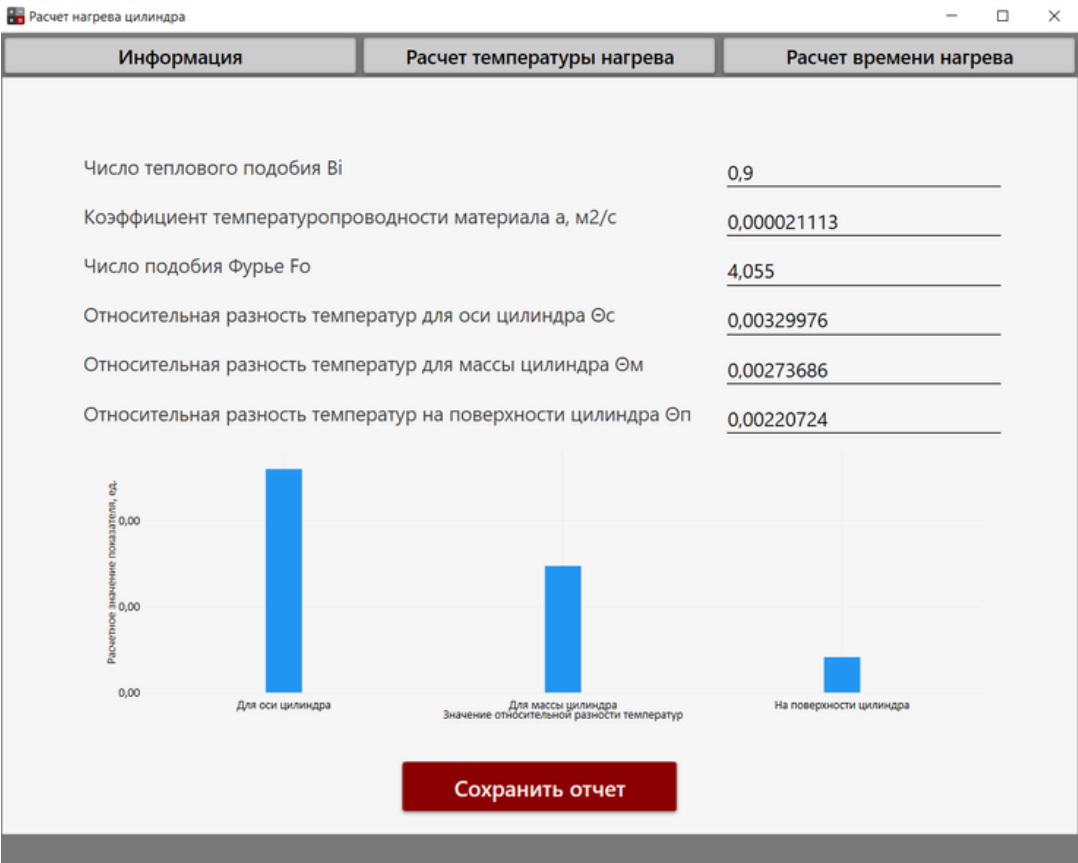 Расчет нагрева цилиндра
Информация
Расчет температуры нагрева
Расчет времени нагрева
Число теплового подобия Bi
0,9
Коэффициент температуропроводности материала a, м2/с
0,000021113
Число подобия Фурье Fo
4,055
Относительная разность температур для оси цилиндра Θс
0,00329976
Относительная разность температур для массы цилиндра Θм
0,00273686
Относительная разность температур на поверхности цилиндра Θп
0,00220724
Расчетное значение показателя, ед.
0,00
0,00
0,00
Для оси цилиндра
Для массы цилиндра
На поверхности цилиндра
Значение относительной разности температур
Сохранить отчет